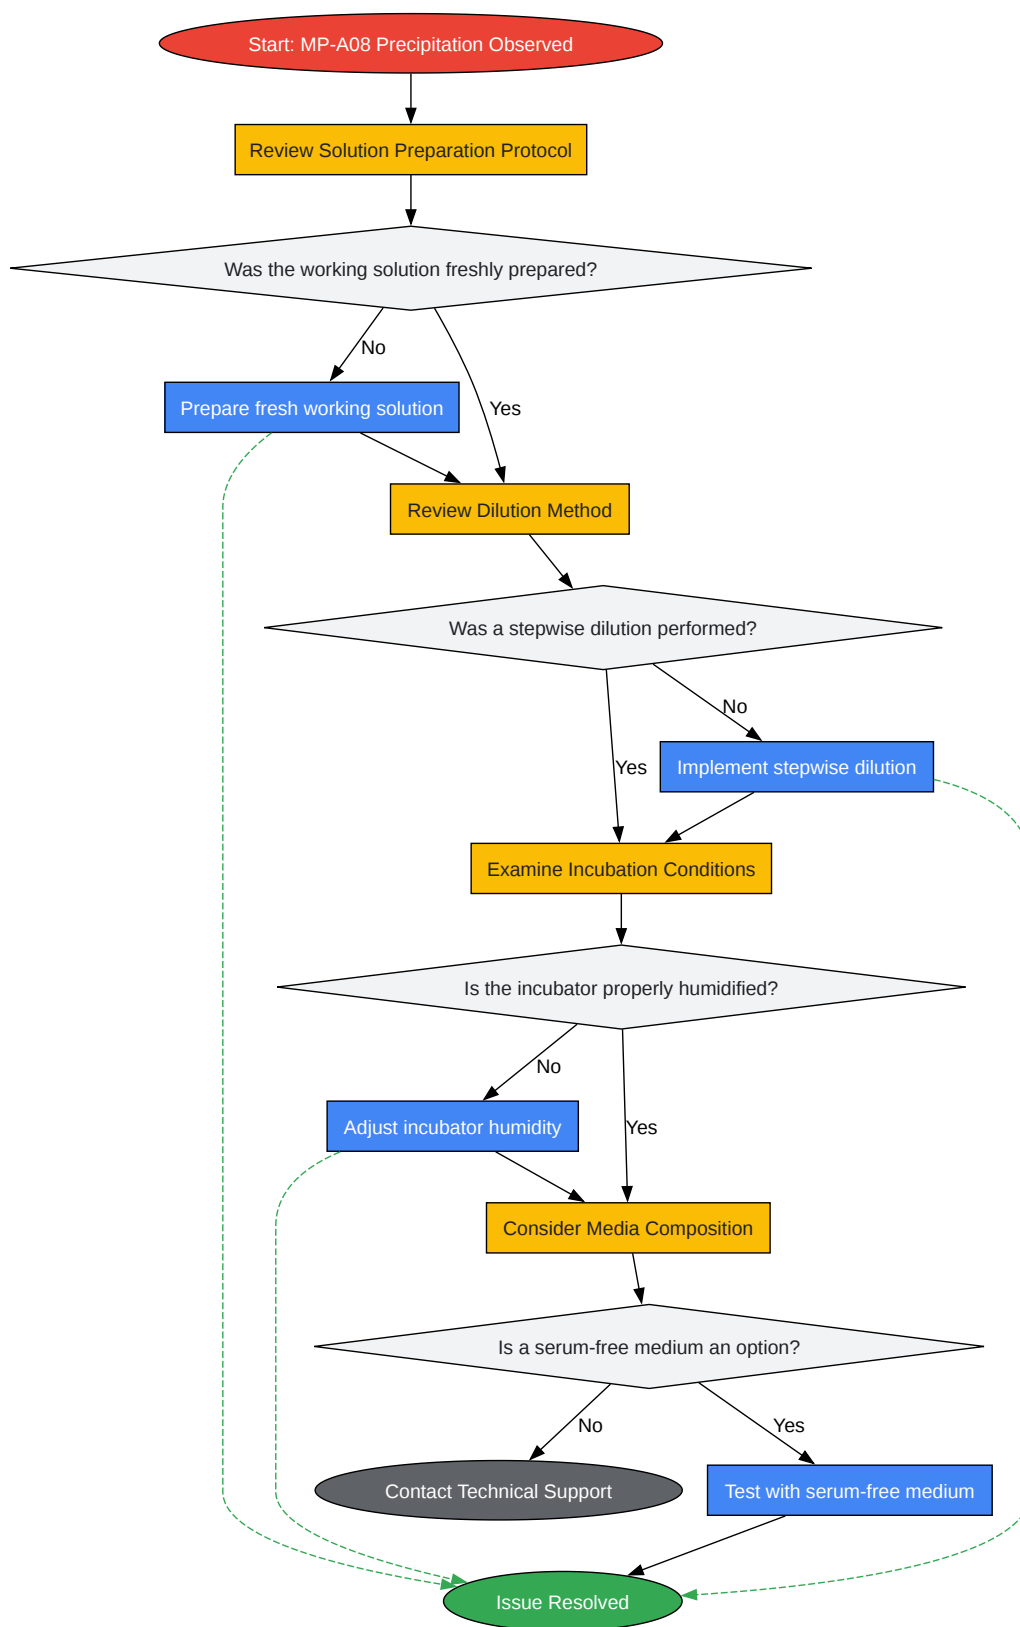 Start: MP-A08 Precipitation Observed
Review Solution Preparation Protocol
Was the working solution freshly prepared?
No
Prepare fresh working solution
Yes
Review Dilution Method
Was a stepwise dilution performed?
No
Yes
Implement stepwise dilution
Examine Incubation Conditions
Is the incubator properly humidified?
No
Adjust incubator humidity
Yes
Consider Media Composition
Is a serum-free medium an option?
No
Yes
Contact Technical Support
Test with serum-free medium
Issue Resolved